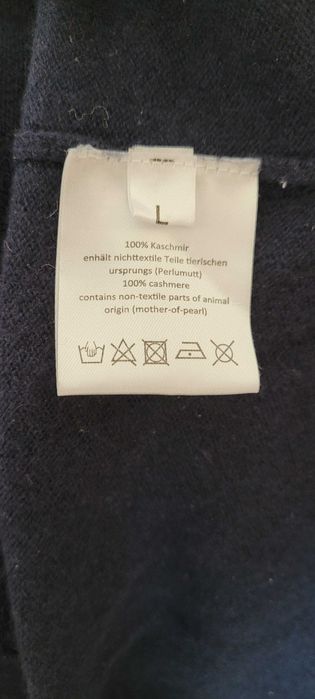 L
100% Kaschmir
enhält nichttextile Teile tierischen
ursprungs (Perlumutt)
100% cashmere
contains non-textile parts of animal
origin (mother-of-pearl)